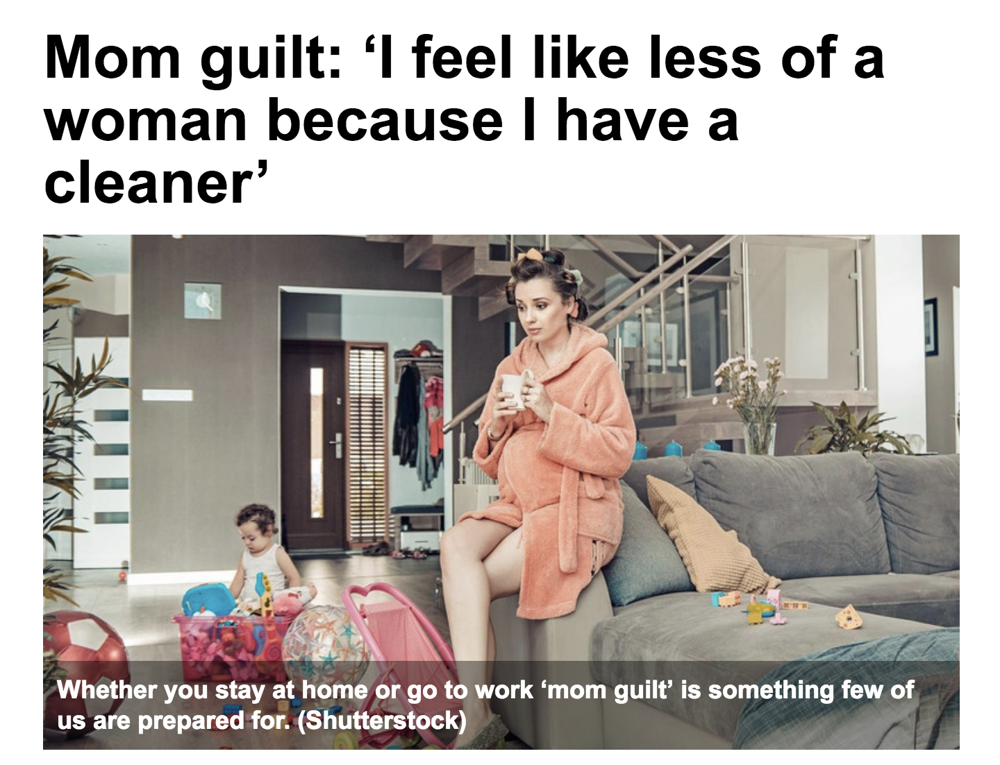 Mom guilt: ‘I feel like less of a
woman because I have a
cleaner’
Whether you stay at home or go to work ‘mom guilt’ is something few of
us are prepared for. (Shutterstock)